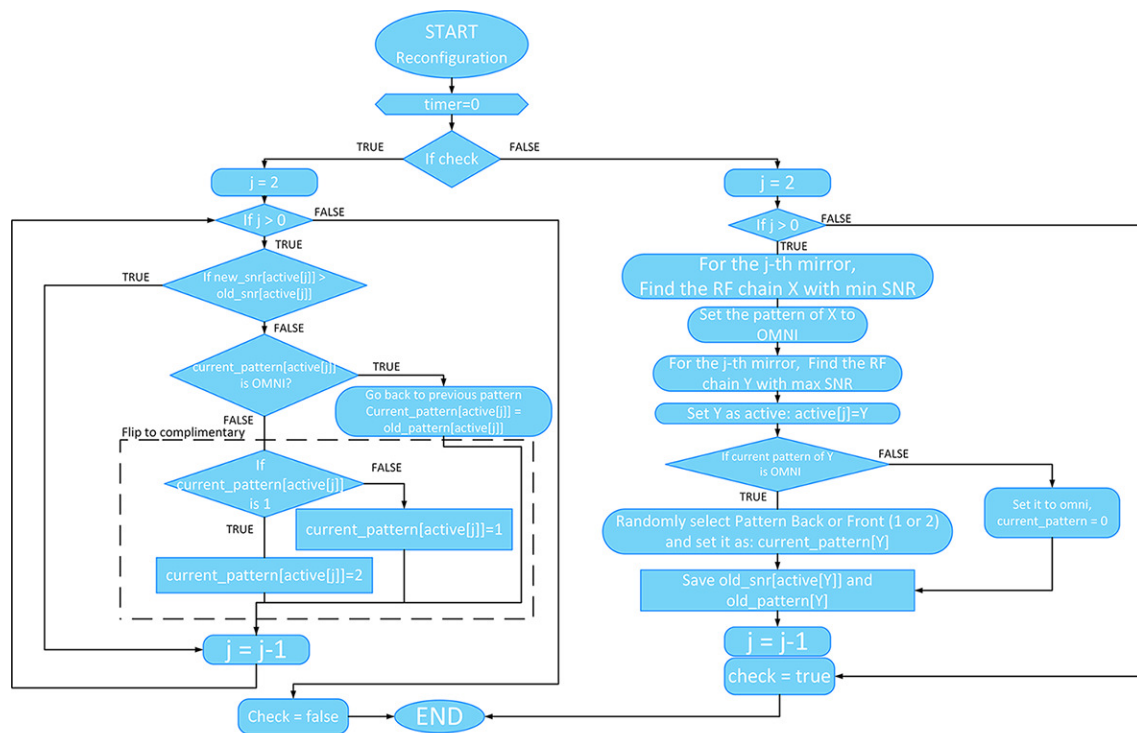 START
Reconfiguration
timer=0
If check
TRUE
FALSE
j = 2
If j > 0
FALSE
TRUE
If new_snr[active[j]] >
old_snr[active[j]]
TRUE
FALSE
current_pattern[active[j]]
is OMNI?
TRUE
FALSE
Go back to previous pattern
Current_pattern[active[j]] =
old_pattern[active[j]]
Flip to complimentary
If
current_pattern[active[j]]
is 1
FALSE
TRUE
current_pattern[active[j]]=1
current_pattern[active[j]]=2
j = j-1
Check = false
END
j = 2
If j > 0
FALSE
TRUE
For the j-th mirror,
Find the RF chain X with min SNR
Set the pattern of X to
OMNI
For the j-th mirror, Find the RF
chain Y with max SNR
Set Y as active: active[j]=Y
If current pattern of Y
is OMNI
FALSE
TRUE
Set it to omni,
current_pattern = 0
Randomly select Pattern Back or Front (1 or 2)
and set it as: current_pattern[Y]
Save old_snr[active[Y]] and
old_pattern[Y]
j = j-1
check = true